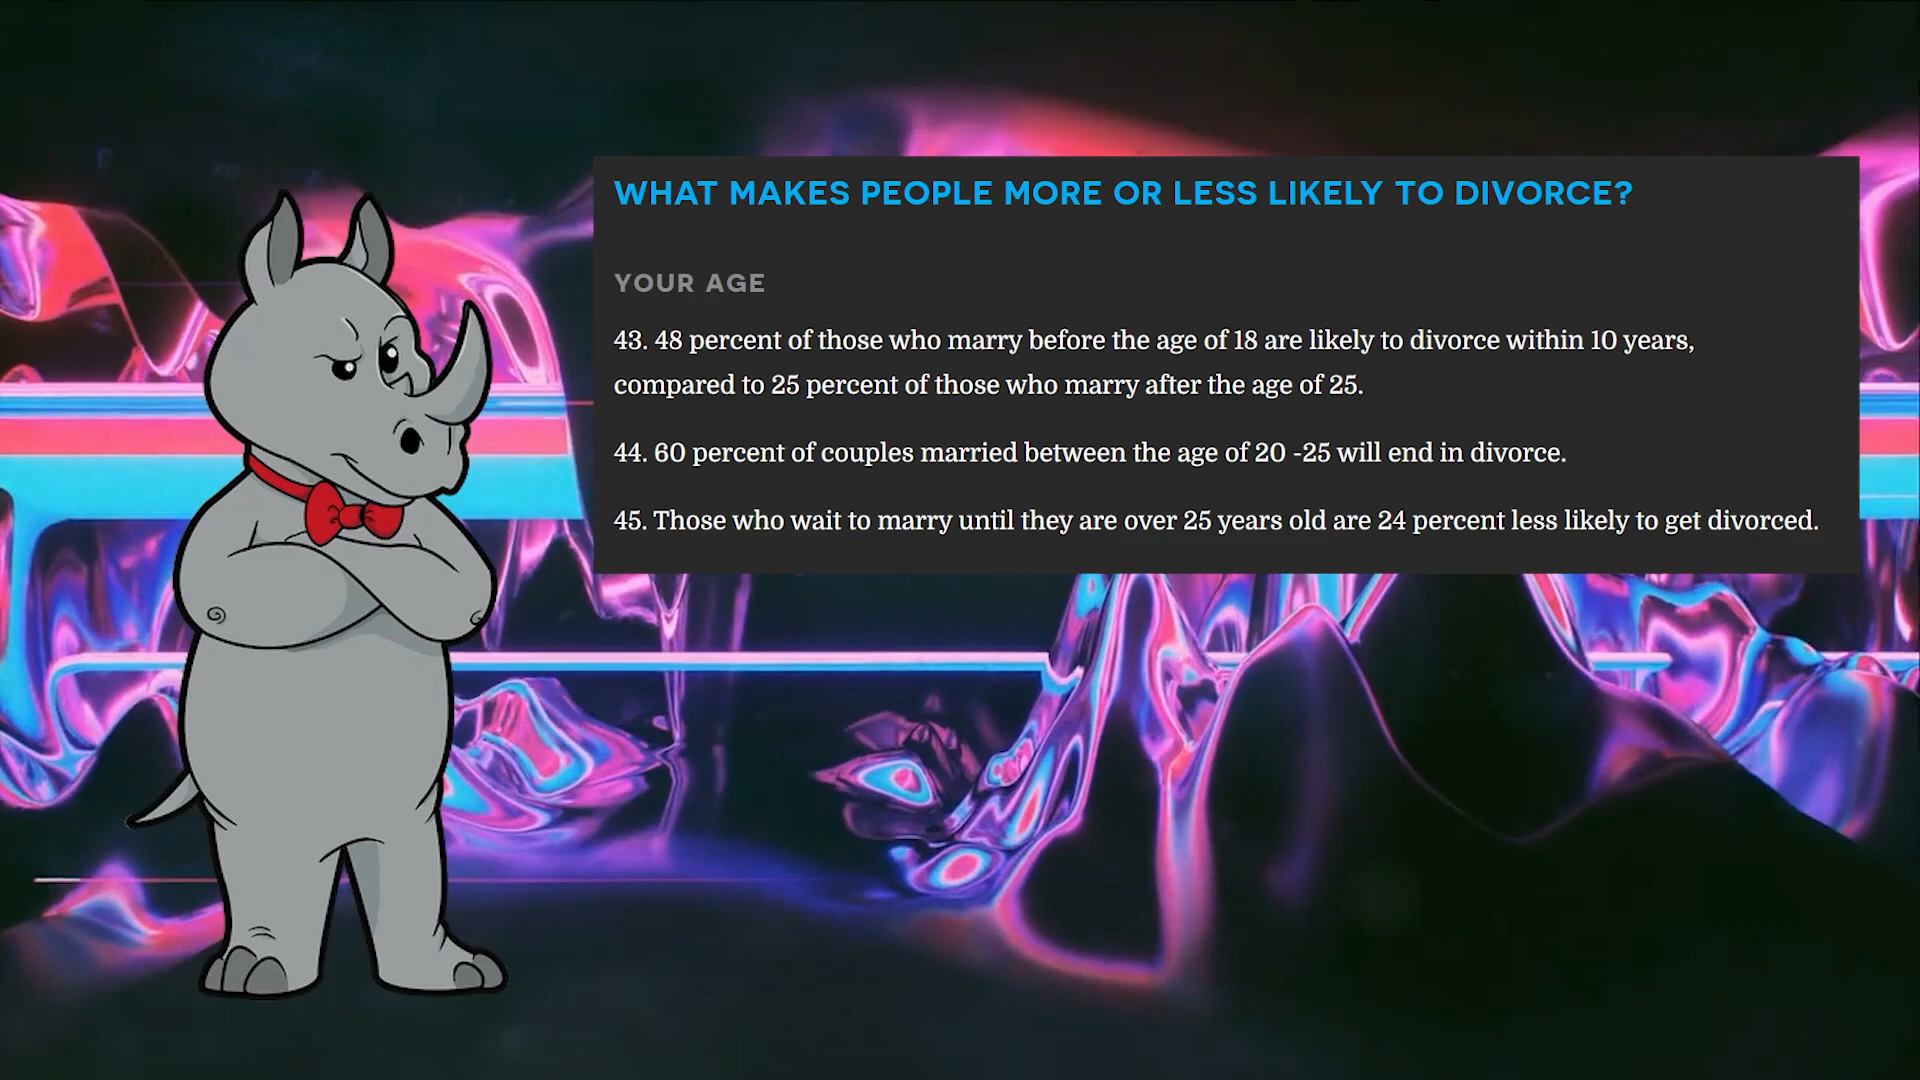 WHAT MAKES PEOPLE MORE OR LESS LIKELY TO DIVORCE?
YOUR AGE
43. 48 percent of those who marry before the age of 18 are likely to divorce within 10 years,
compared to 25 percent of those who marry after the age of 25.
44. 60 percent of couples married between the age of 20 -25 will end in divorce.
45. Those who wait to marry until they are over 25 years old are 24 percent less likely to get divorced.